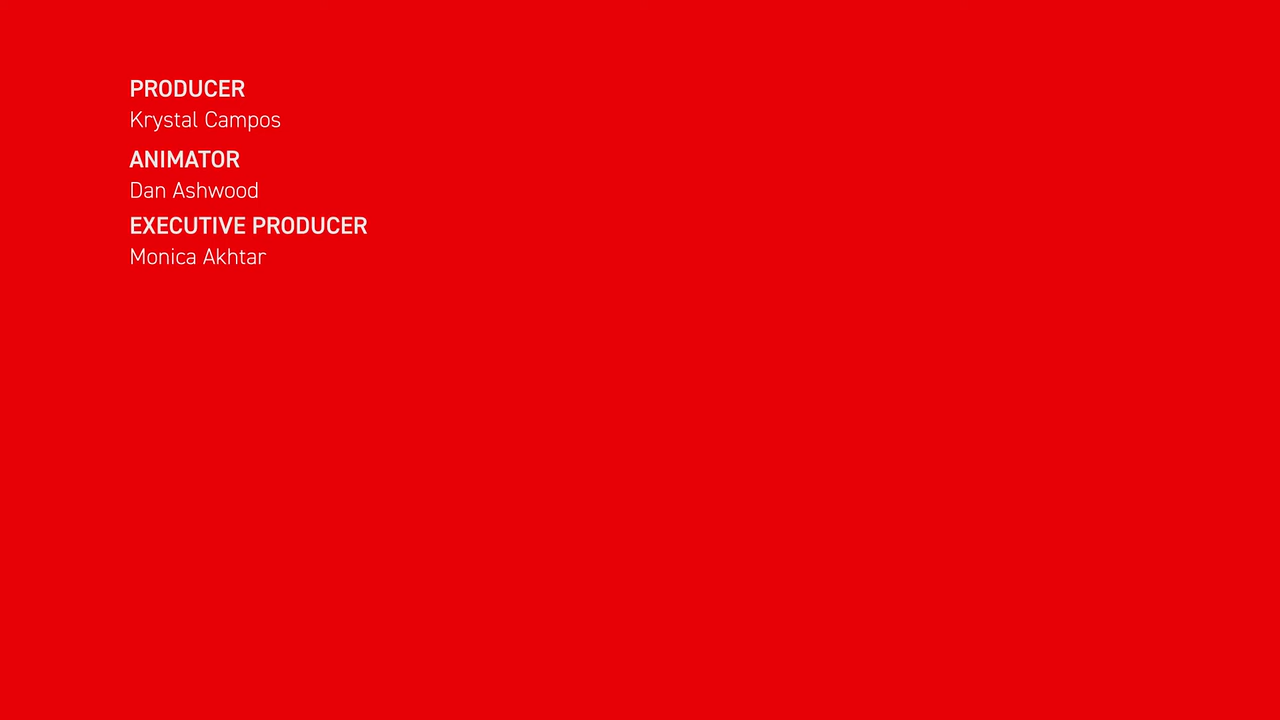 PRODUCER
Krystal Campos
ANIMATOR
Dan Ashwood
EXECUTIVE PRODUCER
Monica Akhtar